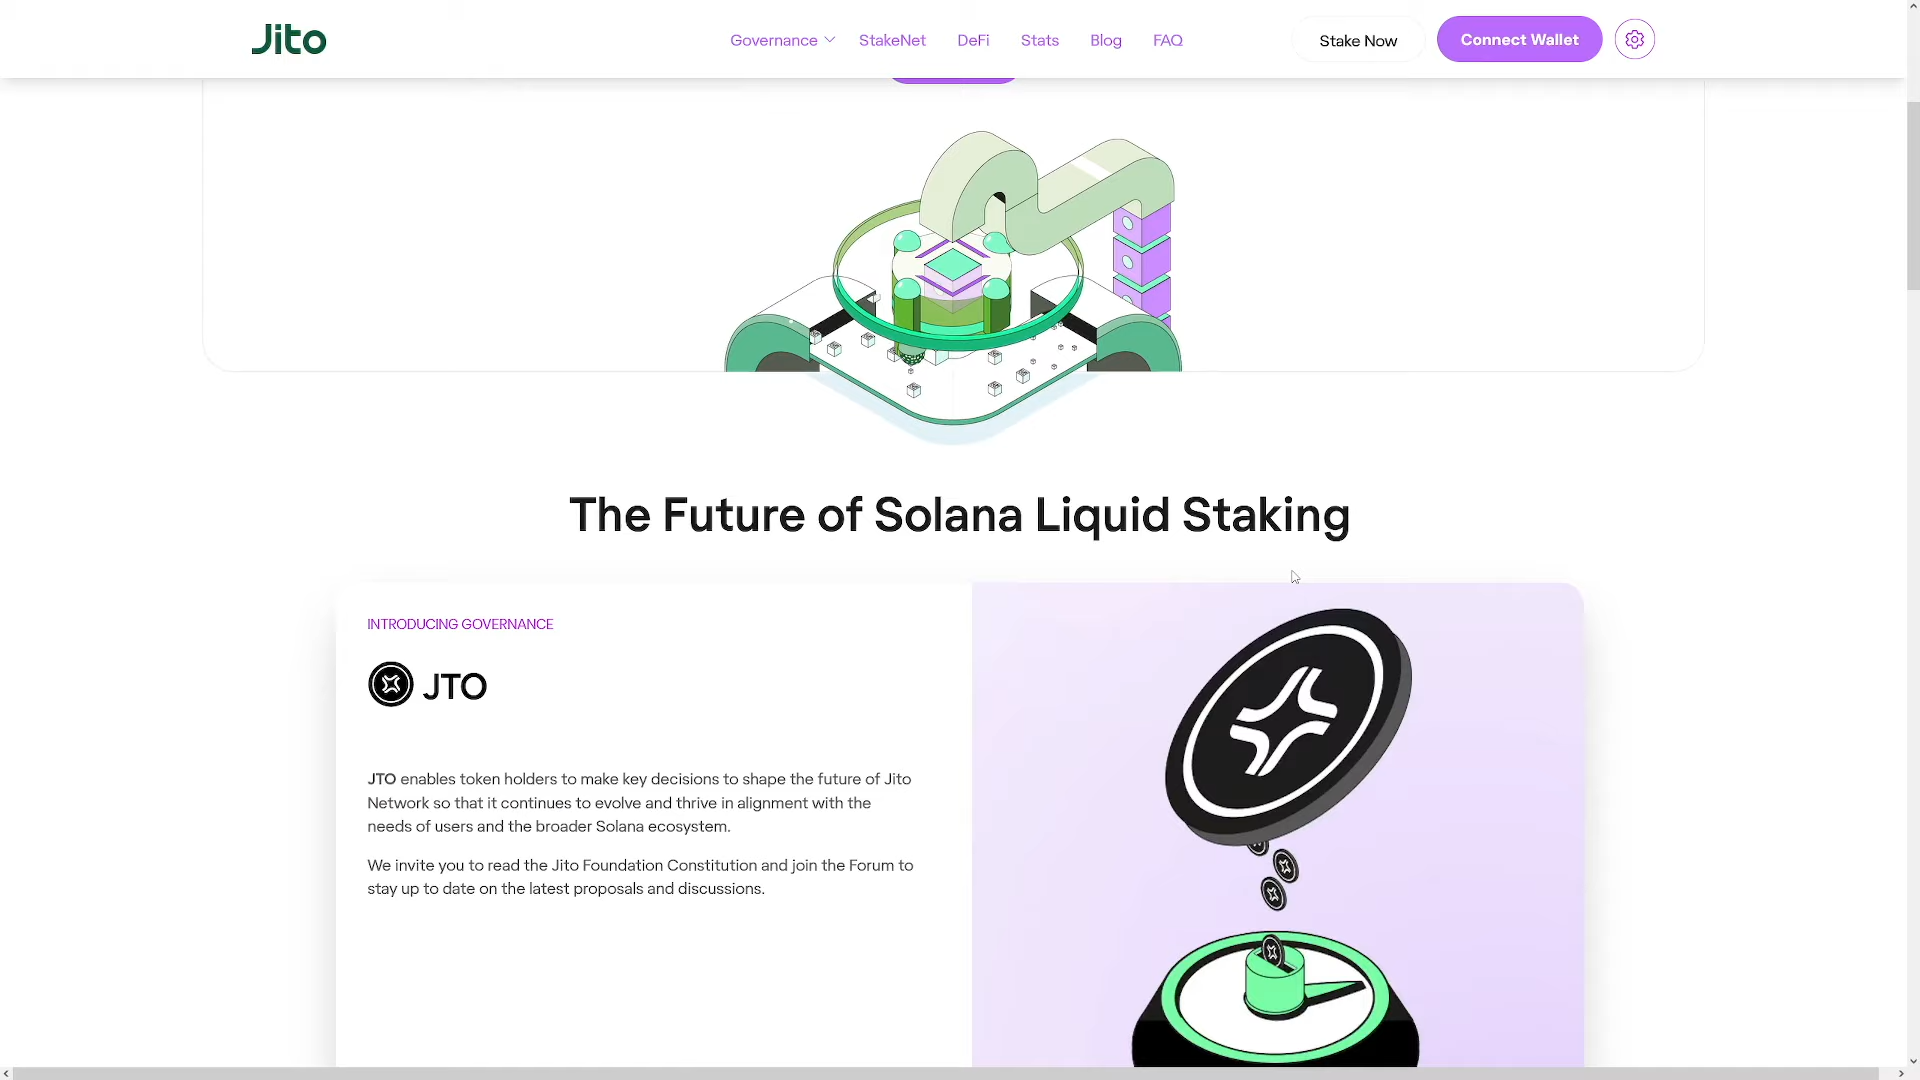 Jito
Governance StakeNet DeFi Stats Blog FAQ
Stake Now
Connect Wallet
The Future of Solana Liquid Staking
INTRODUCING GOVERNANCE
JTO
JTO enables token holders to make key decisions to shape the future of Jito
Network so that it continues to evolve and thrive in alignment with the
needs of users and the broader Solana ecosystem.
We invite you to read the Jito Foundation Constitution and join the Forum to
stay up to date on the latest proposals and discussions.